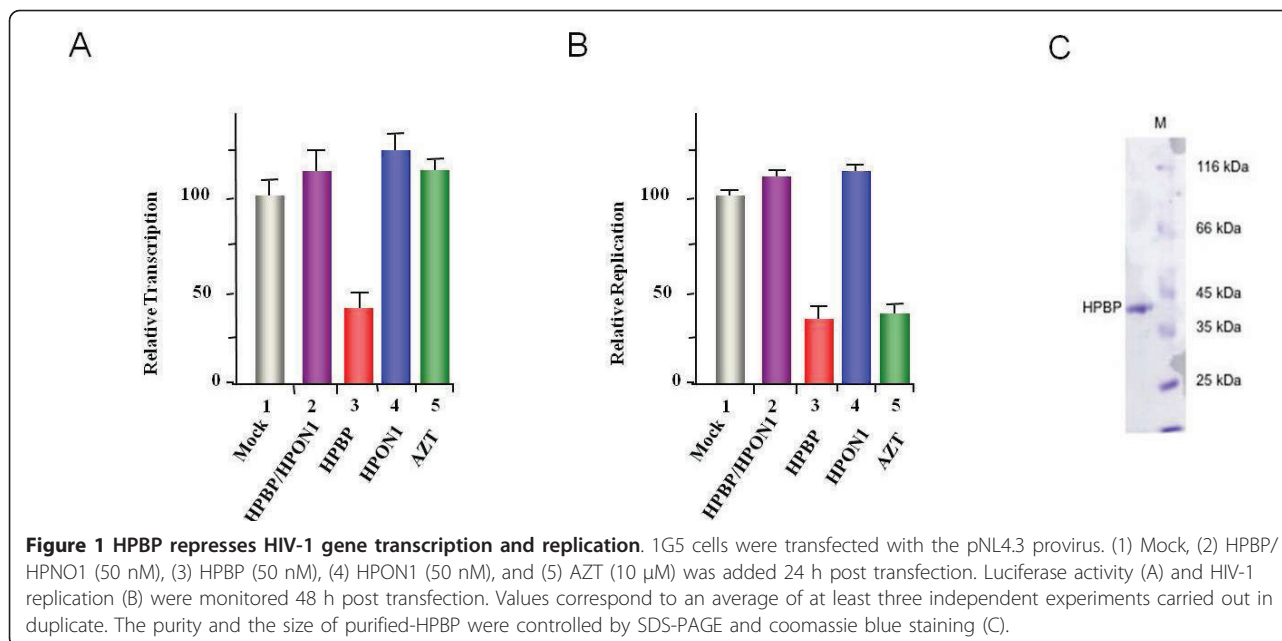 A
B
C
Relative Transcription
100
50
0
1 2 3 4 5
Mock
HPBP/HPON1
HPBP
HPON1
AZT
Relative Replication
100
50
0
1 2 3 4 5
Mock
HPBP/HPON1
HPBP
HPON1
AZT
M
116 kDa
66 kDa
45 kDa
HPBP
35 kDa
25 kDa
Figure 1 HPBP represses HIV-1 gene transcription and replication. 1G5 cells were transfected with the pNL4.3 provirus. (1) Mock, (2) HPBP/
HPNO1 (50 nM), (3) HPBP (50 nM), (4) HPON1 (50 nM), and (5) AZT (10 μM) was added 24 h post transfection. Luciferase activity (A) and HIV-1
replication (B) were monitored 48 h post transfection. Values correspond to an average of at least three independent experiments carried out in
duplicate. The purity and the size of purified-HPBP were controlled by SDS-PAGE and coomassie blue staining (C).